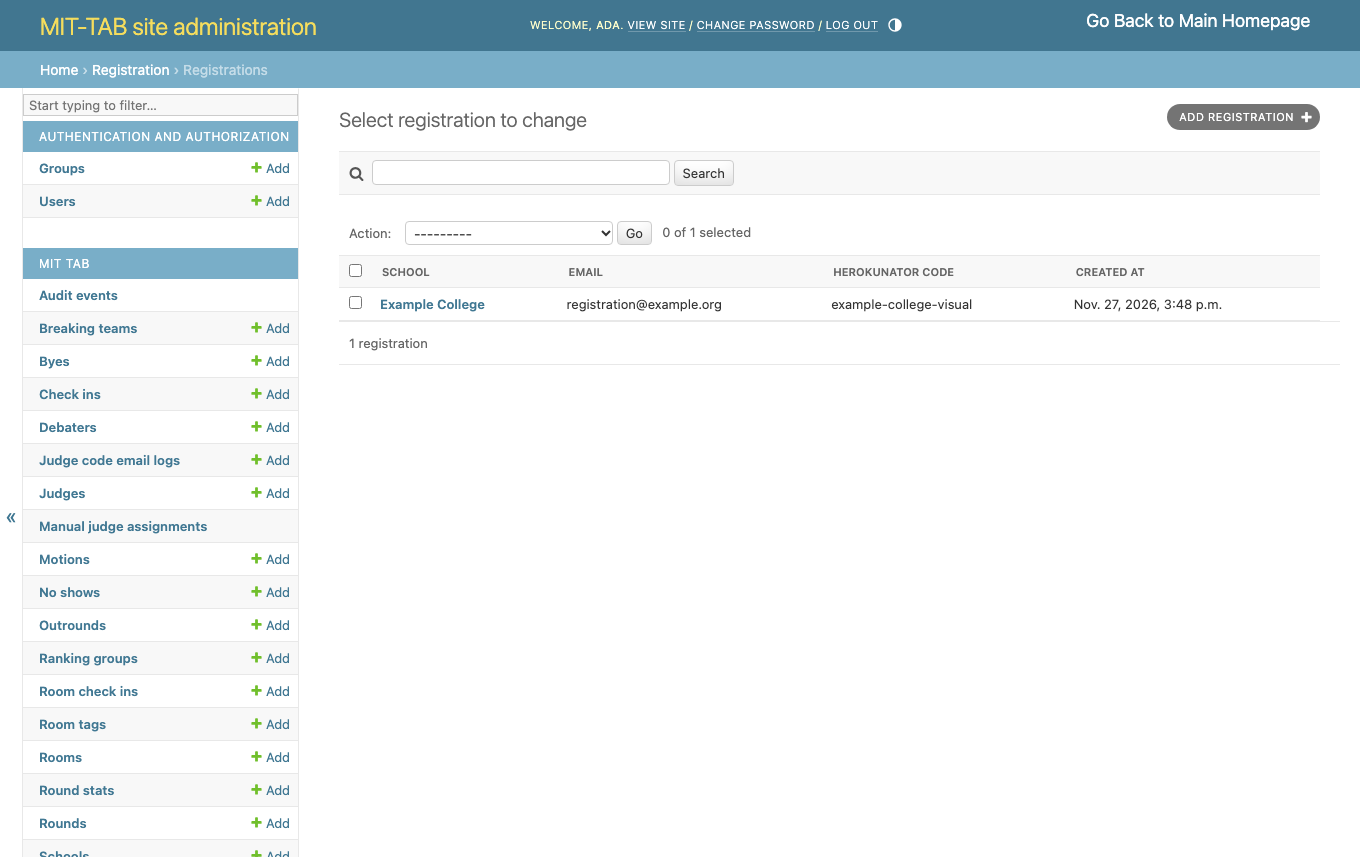 MIT-TAB site administration
WELCOME, ADA. VIEW SITE / CHANGE PASSWORD / LOG OUT
Go Back to Main Homepage
Home › Registration › Registrations
Start typing to filter...
AUTHENTICATION AND AUTHORIZATION
Groups Add
Users Add
MIT TAB
Audit events
Breaking teams Add
Byes Add
Check ins Add
Debaters Add
Judge code email logs Add
Judges Add
Manual judge assignments
Motions Add
No shows Add
Outrounds Add
Ranking groups Add
Room check ins Add
Room tags Add
Rooms Add
Round stats Add
Rounds Add
Schools Add
«
Select registration to change
ADD REGISTRATION
Search
Action: --------- Go 0 of 1 selected
SCHOOL EMAIL HEROKUNATOR CODE CREATED AT
Example College registration@example.org example-college-visual Nov. 27, 2026, 3:48 p.m.
1 registration